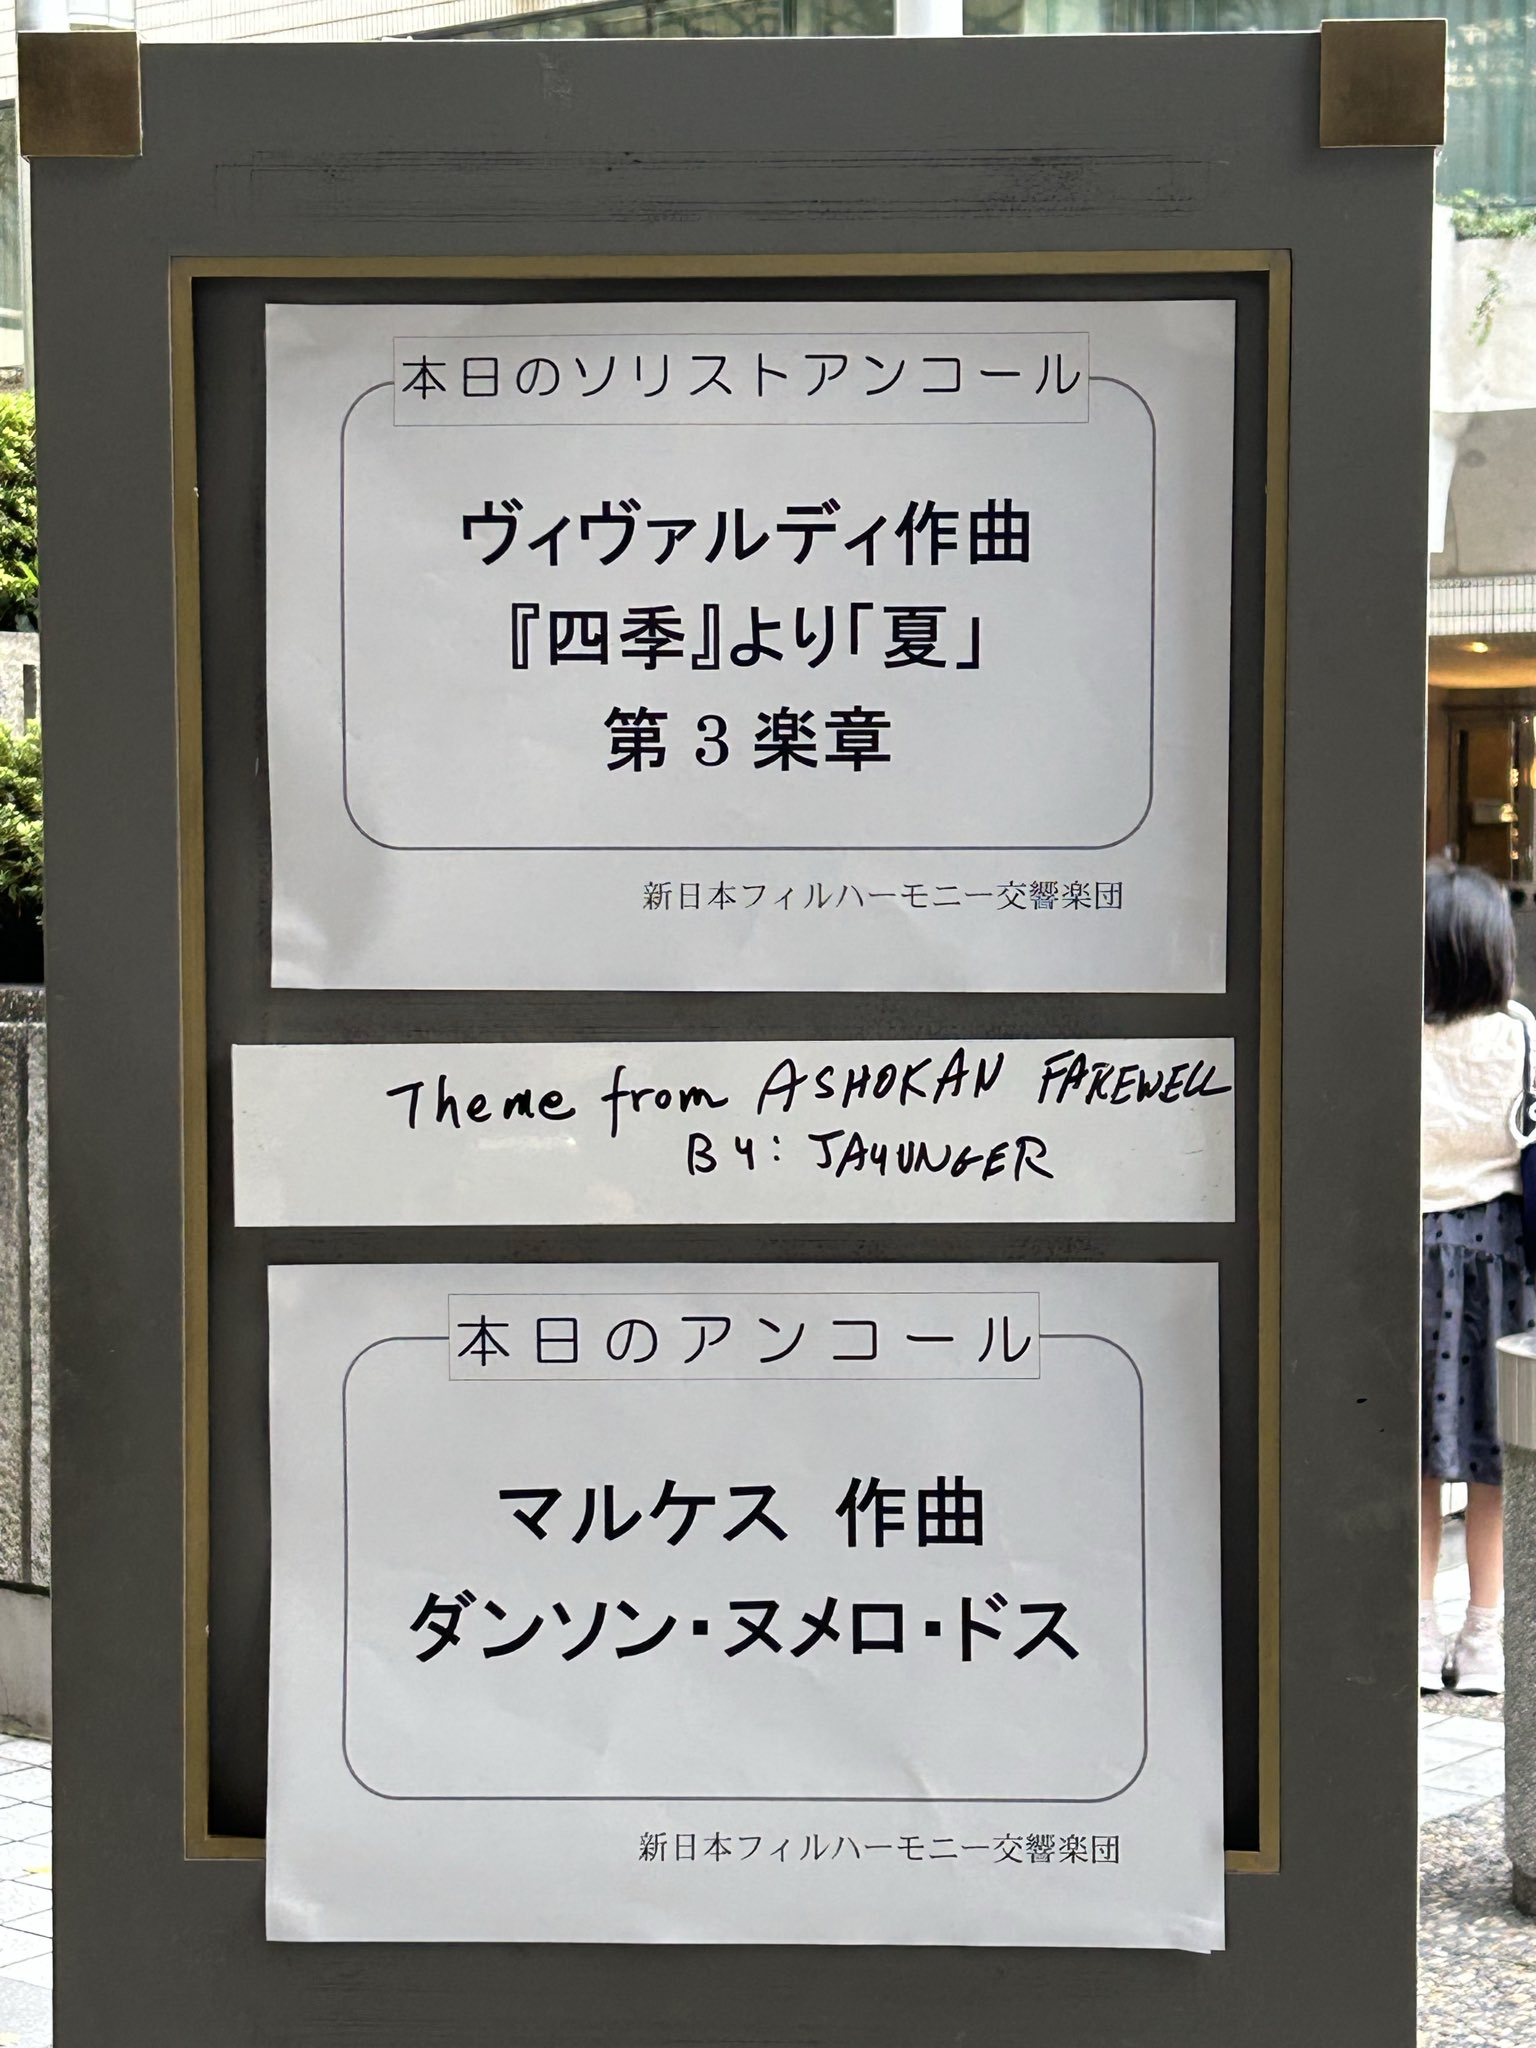 本日のソリストアンコール
ヴィヴァルディ作曲
『四季』より「夏」
第3楽章
新日本フィルハーモニー交響楽団
Theme from ASHOKAN FAREWELL
BY: JAYUNGER
本日のアンコール
マルケス 作曲
ダンソン・ヌメロ・ドス
新日本フィルハーモニー交響楽団